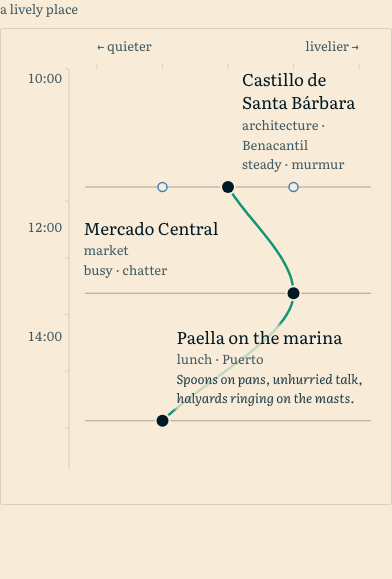 a lively place
← quieter
livelier →
10:00
Castillo de
Santa Bárbara
architecture ·
Benacantil
steady · murmur
12:00
Mercado Central
market
busy · chatter
14:00
Paella on the marina
lunch · Puerto
Spoons on pans, unhurried talk,
halyards ringing on the masts.